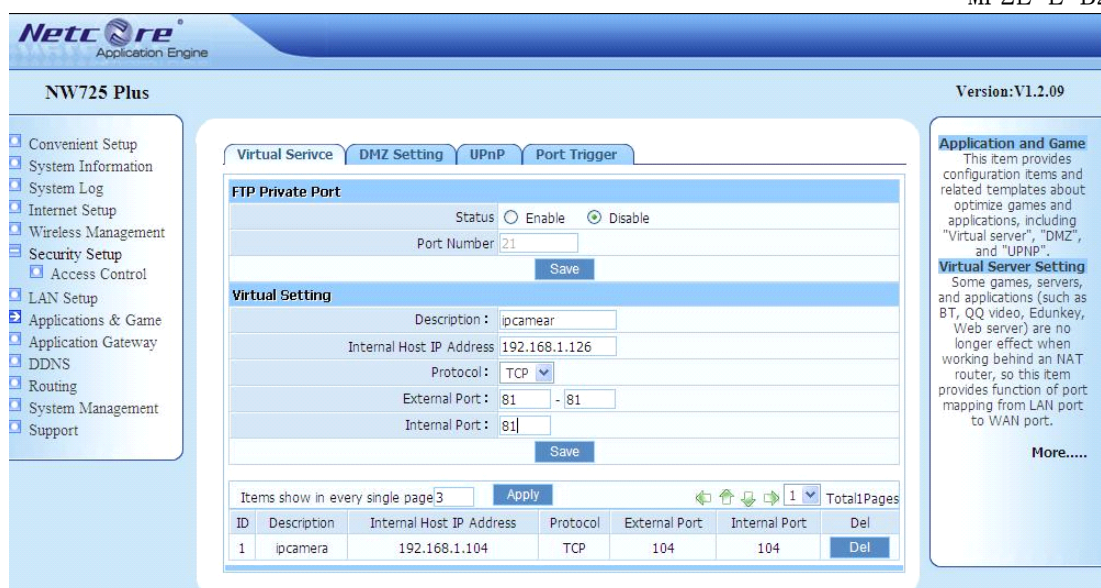 Netcore
Application Engine
NW725 Plus
Version:V1.2.09
Convenient Setup
System Information
System Log
Internet Setup
Wireless Management
Security Setup
Access Control
LAN Setup
Applications & Game
Application Gateway
DDNS
Routing
System Management
Support
Virtual Serivce DMZ Setting UPnP Port Trigger
FTP Private Port
Status Enable Disable
Port Number 21
Save
Virtual Setting
Description : ipcamear
Internal Host IP Address 192.168.1.126
Protocol : TCP
External Port : 81 - 81
Internal Port : 81
Save
Items show in every single page 3 Apply 1 Total1Pages
ID Description Internal Host IP Address Protocol External Port Internal Port Del
1 ipcamera 192.168.1.104 TCP 104 104 Del
Application and Game
This item provides
configuration items and
related templates about
optimize games and
applications, including
"Virtual server", "DMZ",
and "UPNP".
Virtual Server Setting
Some games, servers,
and applications (such as
BT, QQ video, Edunkey,
Web server) are no
longer effect when
working behind an NAT
router, so this item
provides function of port
mapping from LAN port
to WAN port.
More.....